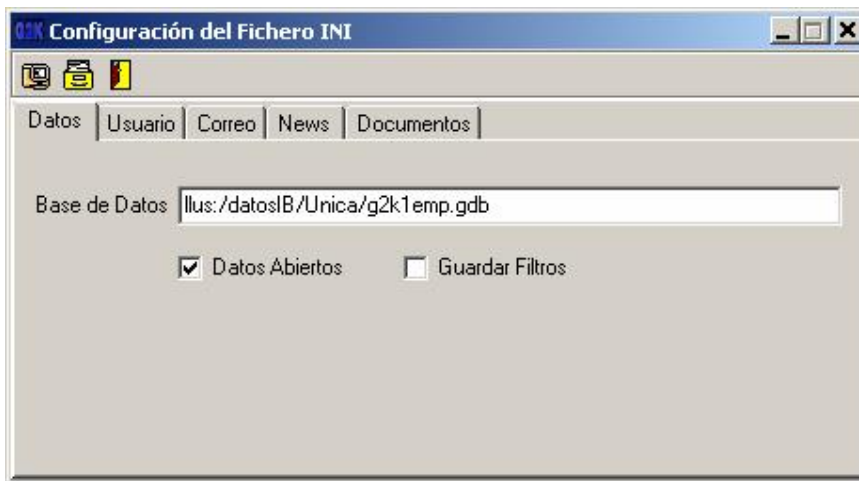 G2K Configuración del Fichero INI
Datos Usuario Correo News Documentos
Base de Datos llus:/datosIB/Unica/g2k1emp.gdb
Datos Abiertos Guardar Filtros